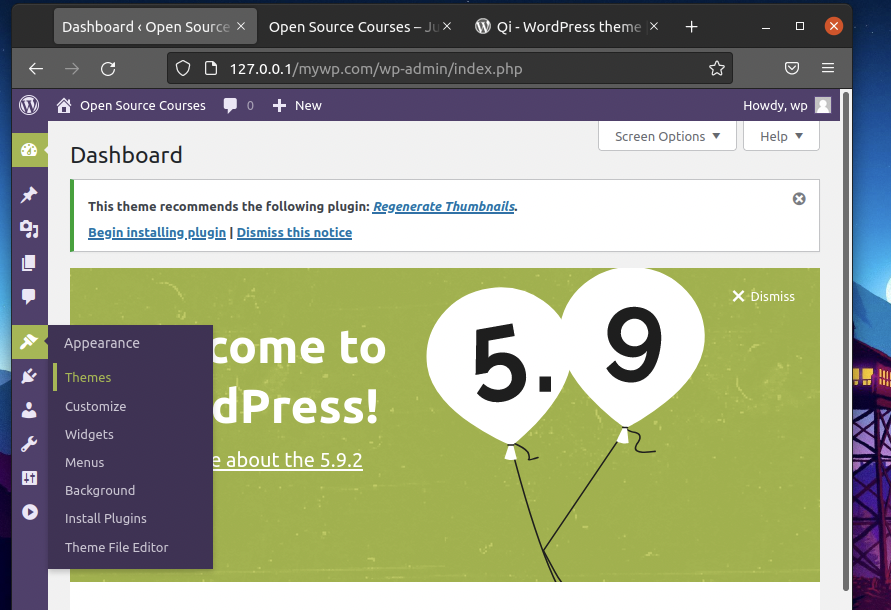 Dashboard ‹ Open Source
Open Source Courses – Ju
Qi - WordPress theme |
127.0.0.1/mywp.com/wp-admin/index.php
Open Source Courses 0 New Howdy, wp
Screen Options Help
Dashboard
This theme recommends the following plugin: Regenerate Thumbnails.
Begin installing plugin | Dismiss this notice
Dismiss
5.9
come to
dPress!
e about the 5.9.2
Appearance
Themes
Customize
Widgets
Menus
Background
Install Plugins
Theme File Editor